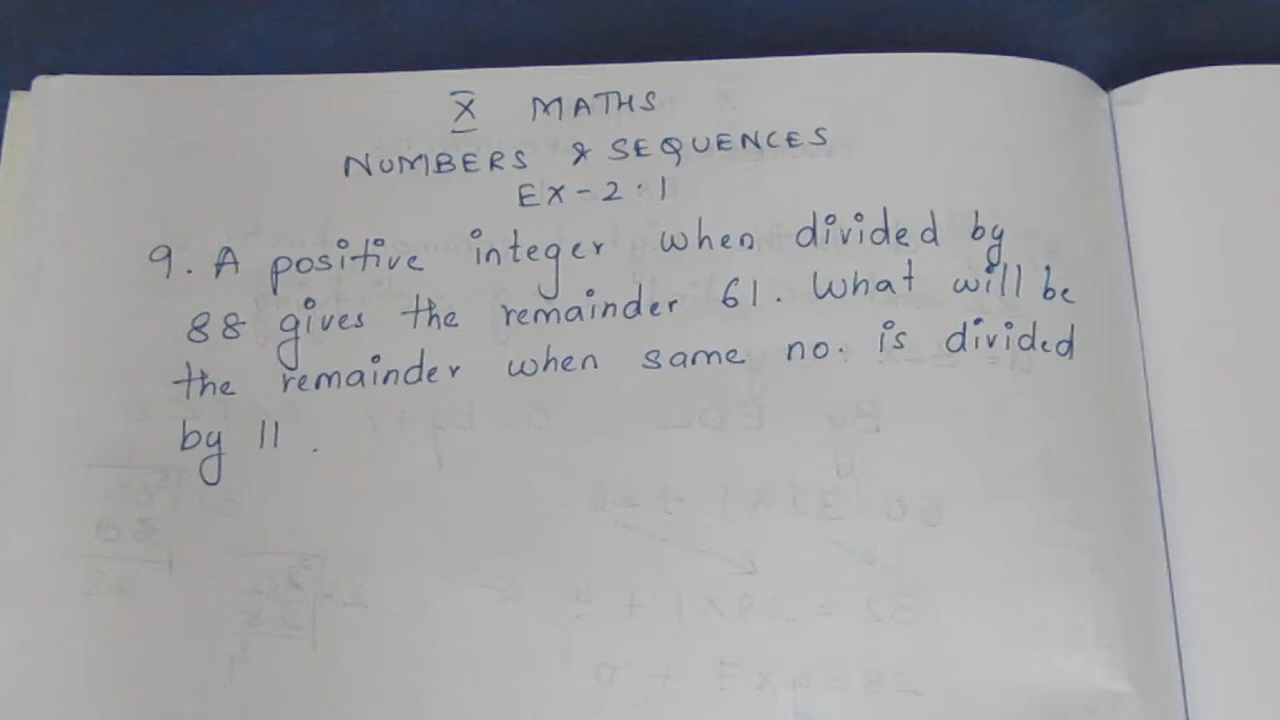 X MATHS
NUMBERS & SEQUENCES
EX-2.1
9. A positive integer when divided by
88 gives the remainder 61. What will be
the remainder when same no. is divided
by 11.